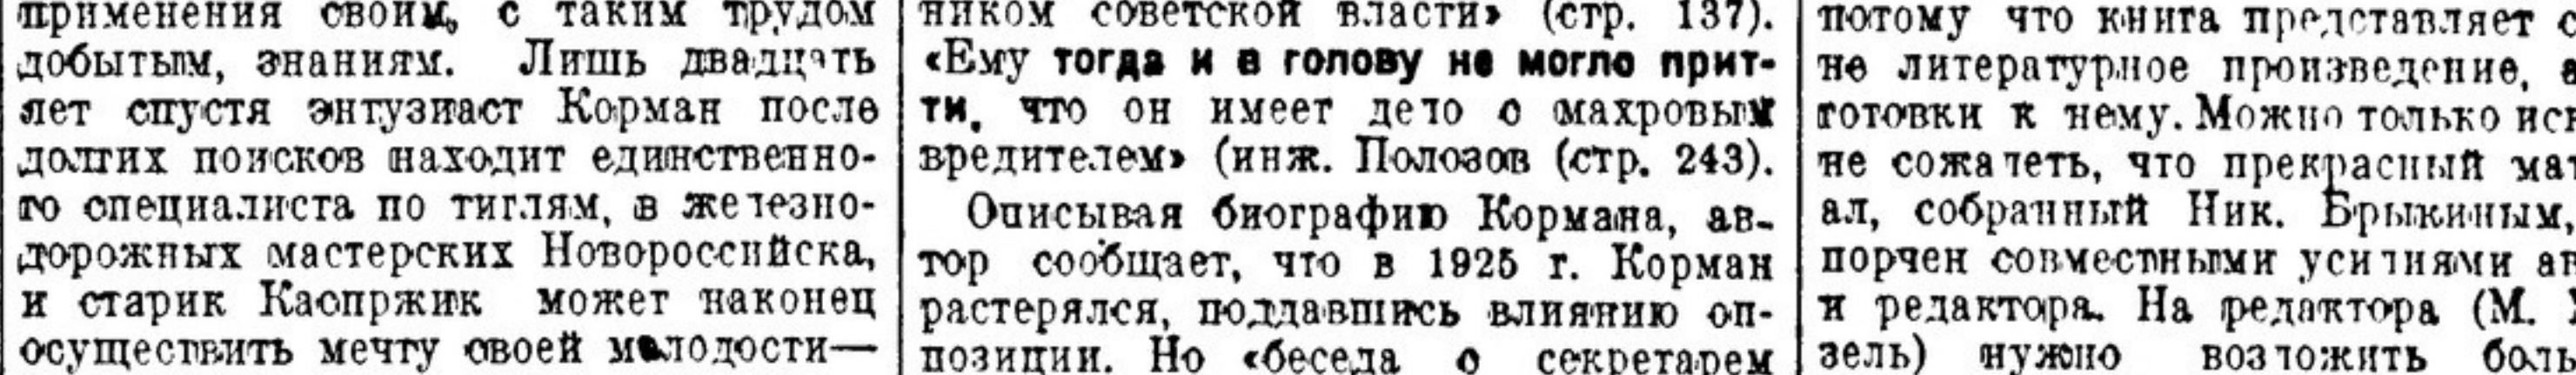 применения своим, с таким трудом
добытым, знаниям. Лишь двадцать
лет спустя энтузиаст Корман после
долгих поисков находит единственно-
го специалиста по тиглям, в железно-
дорожных мастерских Новороссийска,
и старик Каспржик может наконец
осуществить мечту своей молодости—
ником советской власти» (стр. 137).
«Ему тогда и в голову не могло прит-
ти, что он имеет дело с махровым
вредителем» (инж. Полозов (стр. 243).
Описывая биографию Кормана, ав-
тор сообщает, что в 1925 г. Корман
растерялся, поддавшись влиянию оп-
позиции. Но «беседа с секретарем
потому что книга представляет
не литературное произведение, а
готовки к нему. Можно только
не сожалеть, что прекрасный
ал, собранный Ник. Брыкиным,
порчен совместными усилиями
и редактора. На редактора (М.
зель) нужно возложить